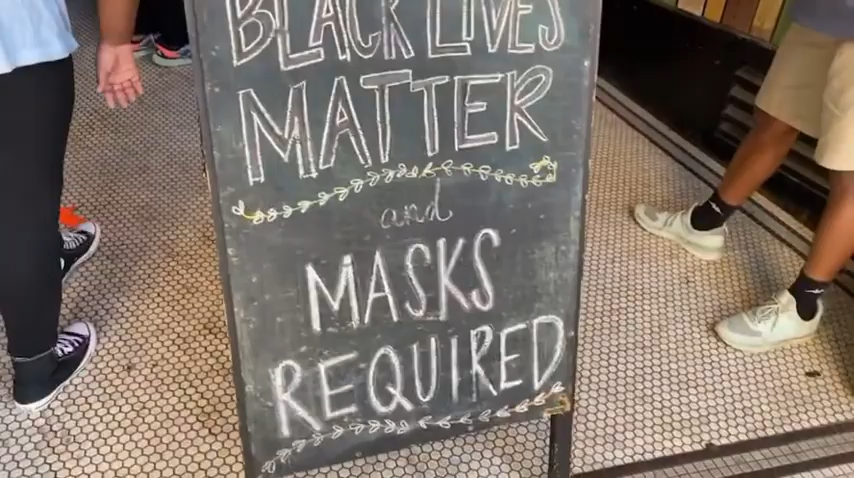 BLACK LIVES
MATTER
and
MASKS
REQUIRED